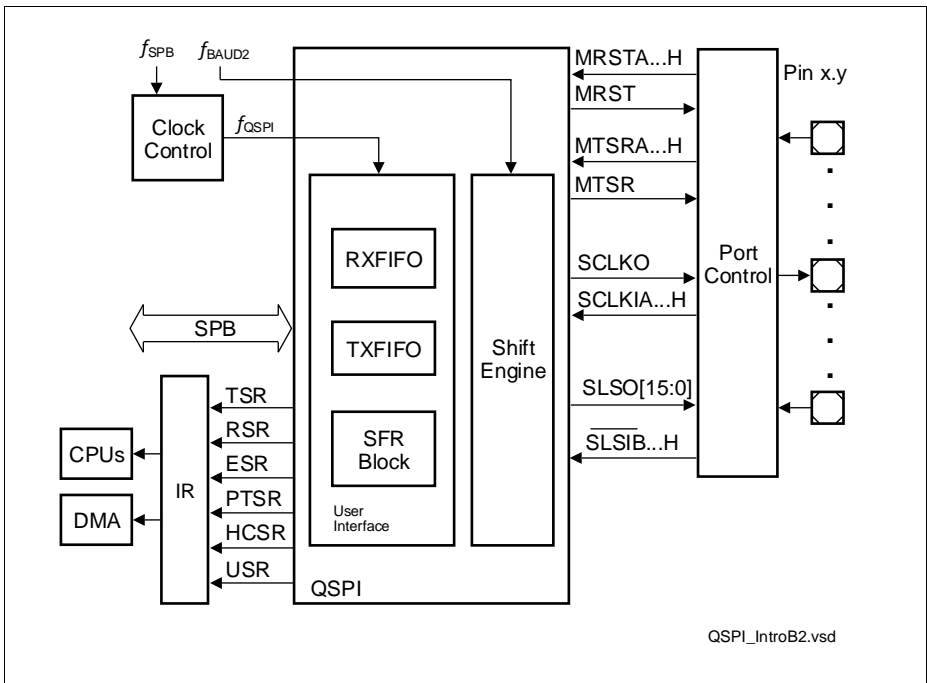 fSPB
fBAUD2
Clock
Control
fQSPI
RXFIFO
TXFIFO
SFR
Block
User
Interface
Shift
Engine
QSPI
SPB
TSR
RSR
ESR
PTSR
HCSR
USR
IR
CPUs
DMA
MRSTA...H
MRST
MTSRA...H
MTSR
SCLKO
SCLKIA...H
SLSO[15:0]
SLSIB...H
Port
Control
Pin x.y
QSPI_IntroB2.vsd